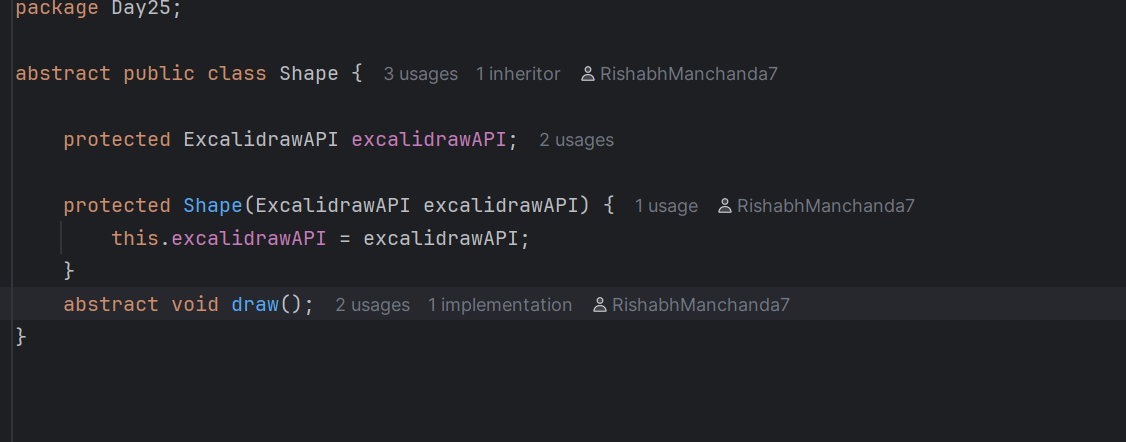 package Day25;
abstract public class Shape { 3 usages 1 inheritor RishabhManchanda7
protected ExcalidrawAPI excalidrawAPI; 2 usages
protected Shape(ExcalidrawAPI excalidrawAPI) { 1 usage RishabhManchanda7
this.excalidrawAPI = excalidrawAPI;
}
abstract void draw(); 2 usages 1 implementation RishabhManchanda7
}